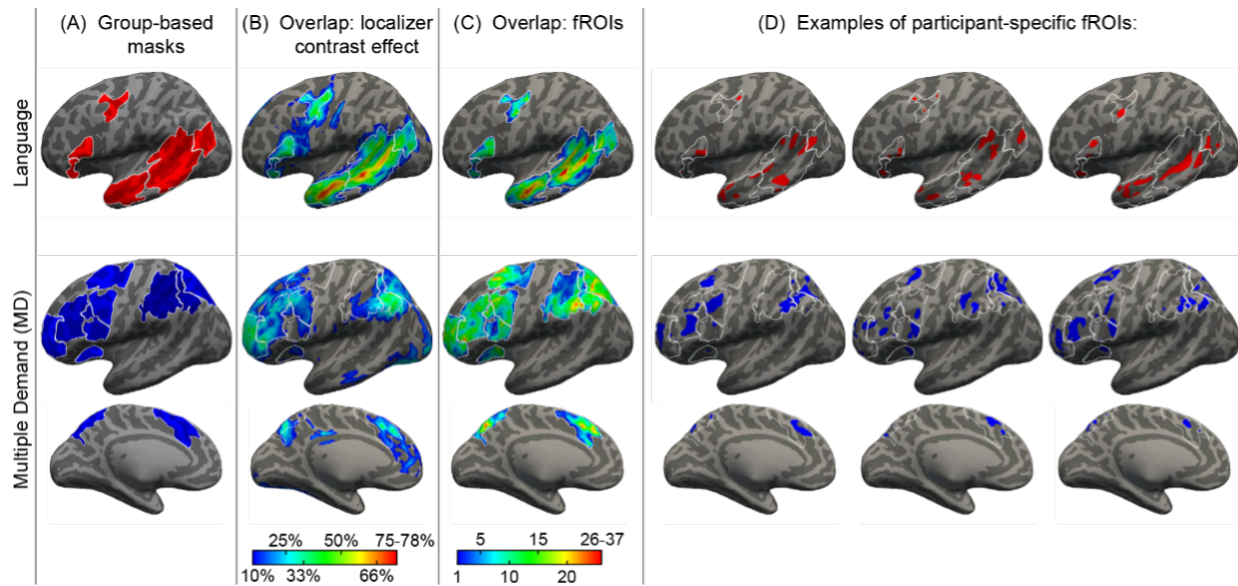 (A) Group-based
masks
(B) Overlap: localizer
contrast effect
(C) Overlap: fROIs
(D) Examples of participant-specific fROIs:
Language
Multiple Demand (MD)
25% 50% 75-78%
10% 33% 66%
5 15 26-37
1 10 20